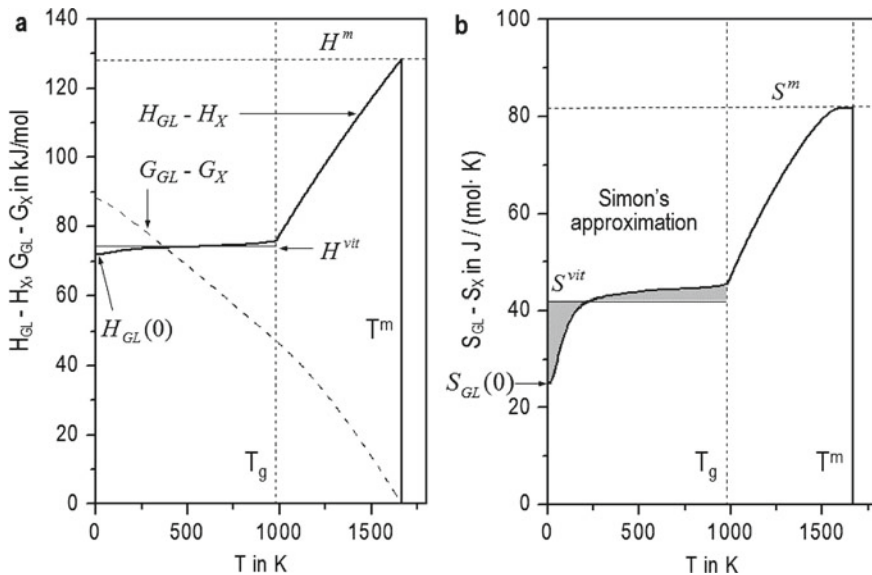 a
140
120
100
80
60
40
20
0
H_GL - H_X, G_GL - G_X in kJ/mol
H^m
H_GL - H_X
G_GL - G_X
H^vit
H_GL(0)
T_g
T^m
0
500
1000
1500
T in K
b
100
80
60
40
20
0
S_GL - S_X in J / (mol· K)
S^m
Simon's
approximation
S^vit
S_GL(0)
T_g
T^m
0
500
1000
1500
T in K